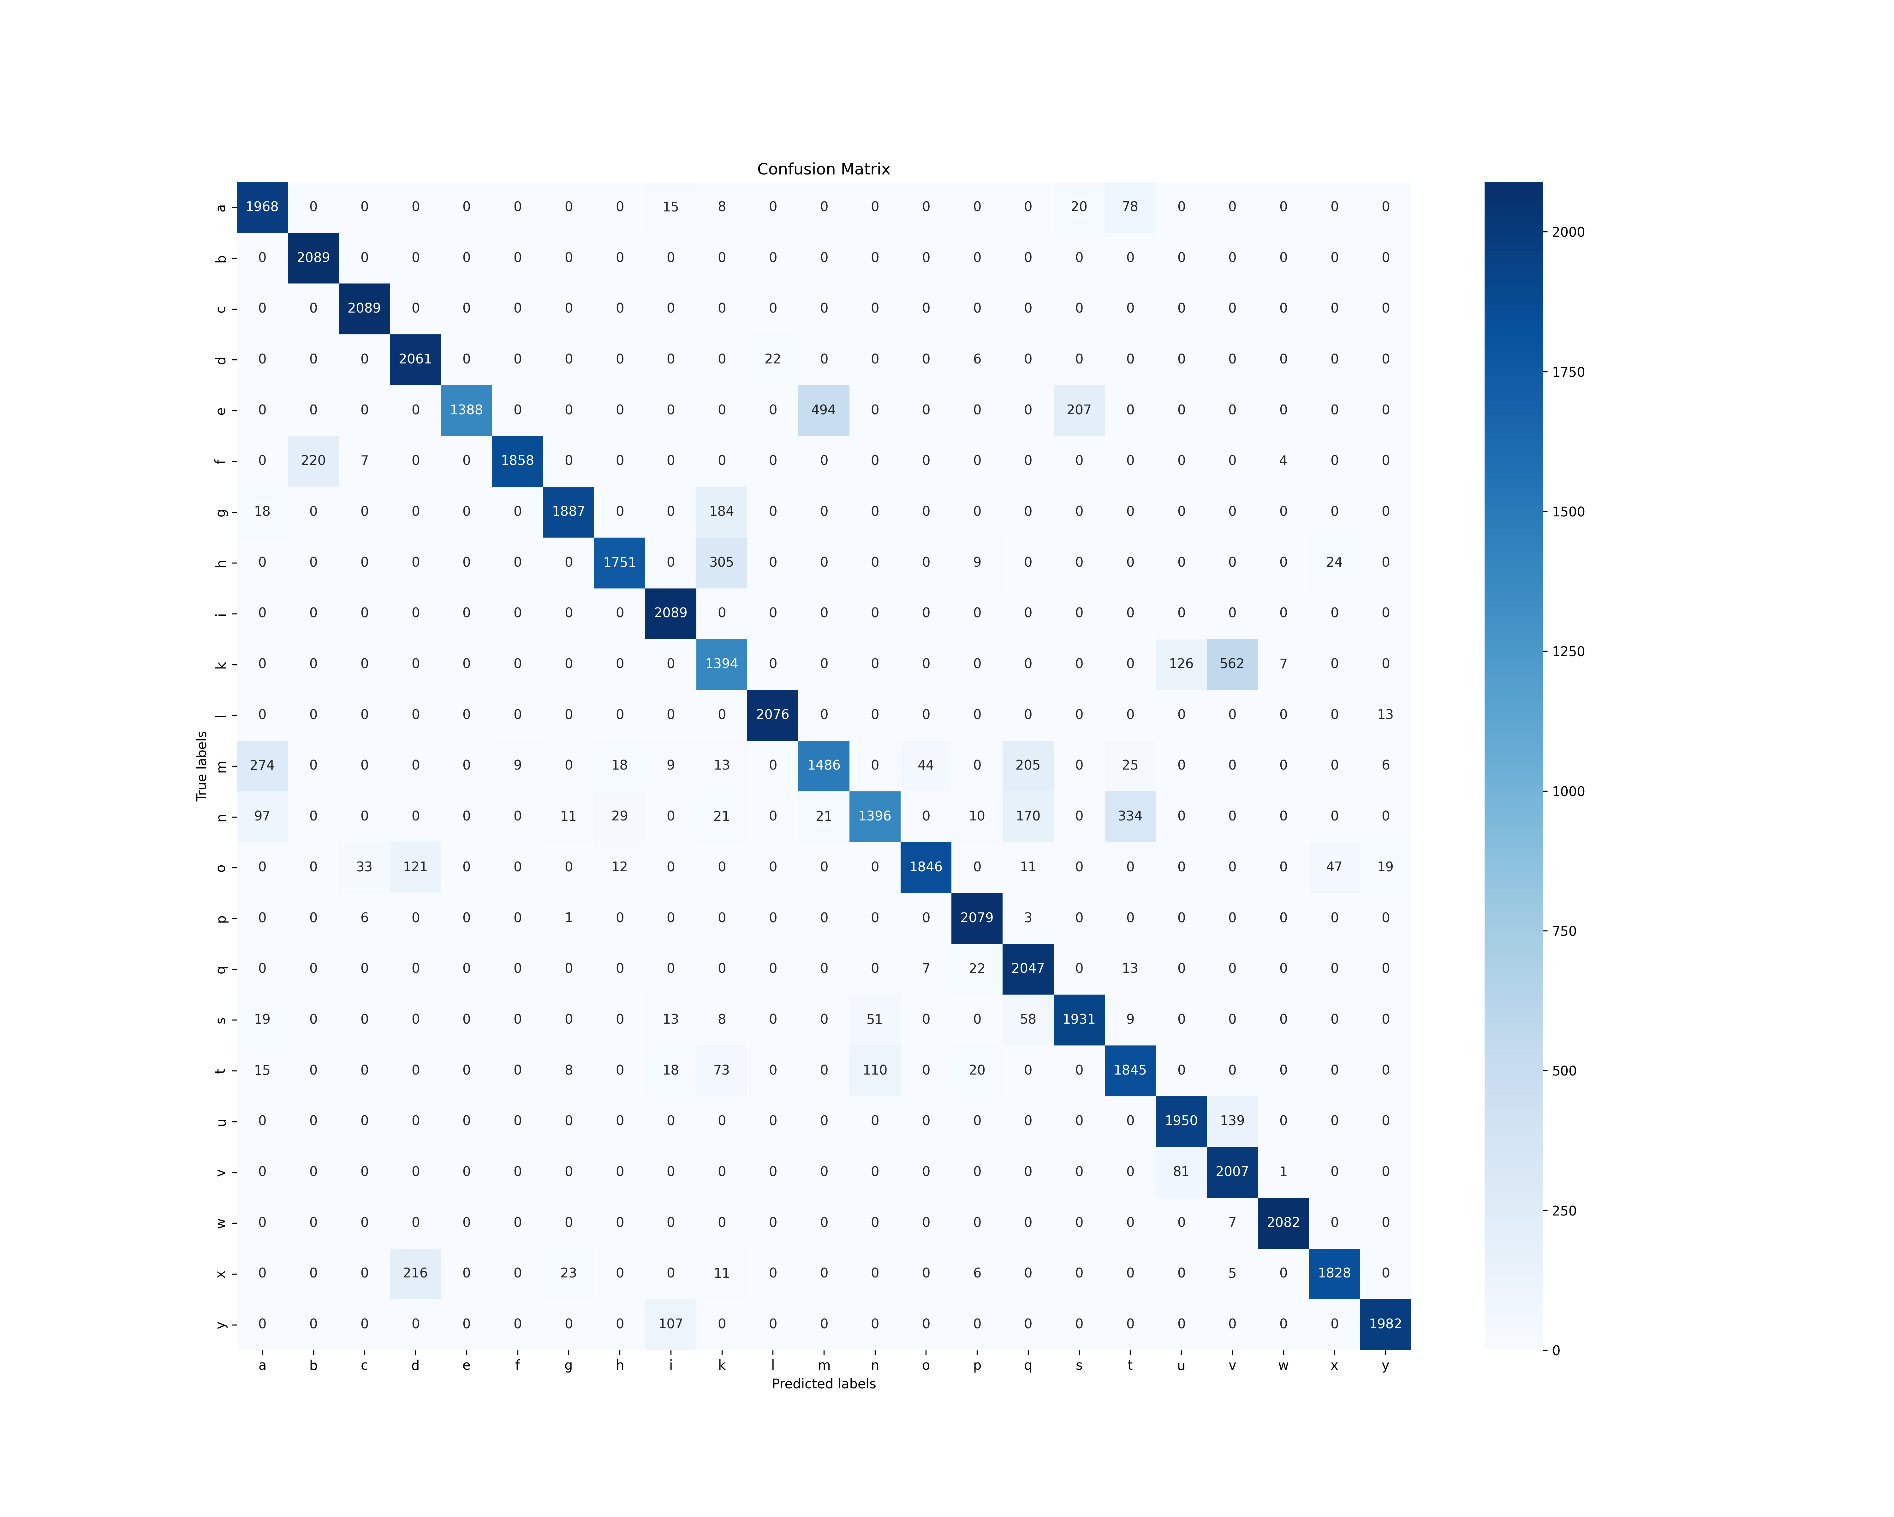 Confusion Matrix
a 1968 0 0 0 0 0 0 0 15 8 0 0 0 0 0 0 20 78 0 0 0 0 0
b 0 2089 0 0 0 0 0 0 0 0 0 0 0 0 0 0 0 0 0 0 0 0 0
c 0 0 2089 0 0 0 0 0 0 0 0 0 0 0 0 0 0 0 0 0 0 0 0
d 0 0 0 2061 0 0 0 0 0 0 22 0 0 0 6 0 0 0 0 0 0 0 0
e 0 0 0 0 1388 0 0 0 0 0 0 494 0 0 0 0 207 0 0 0 0 0 0
f 0 220 7 0 0 1858 0 0 0 0 0 0 0 0 0 0 0 0 0 0 4 0 0
g 18 0 0 0 0 0 1887 0 0 184 0 0 0 0 0 0 0 0 0 0 0 0 0
h 0 0 0 0 0 0 0 1751 0 305 0 0 0 0 9 0 0 0 0 0 0 24 0
i 0 0 0 0 0 0 0 0 2089 0 0 0 0 0 0 0 0 0 0 0 0 0 0
k 0 0 0 0 0 0 0 0 0 1394 0 0 0 0 0 0 0 0 126 562 7 0 0
l 0 0 0 0 0 0 0 0 0 0 2076 0 0 0 0 0 0 0 0 0 0 0 13
m 274 0 0 0 0 9 0 18 9 13 0 1486 0 44 0 205 0 25 0 0 0 0 6
n 97 0 0 0 0 0 11 29 0 21 0 21 1396 0 10 170 0 334 0 0 0 0 0
o 0 0 33 121 0 0 0 12 0 0 0 0 0 1846 0 11 0 0 0 0 0 47 19
p 0 0 6 0 0 0 1 0 0 0 0 0 0 0 2079 3 0 0 0 0 0 0 0
q 0 0 0 0 0 0 0 0 0 0 0 0 0 7 22 2047 0 13 0 0 0 0 0
s 19 0 0 0 0 0 0 0 13 8 0 0 51 0 0 58 1931 9 0 0 0 0 0
t 15 0 0 0 0 0 8 0 18 73 0 0 110 0 20 0 0 1845 0 0 0 0 0
u 0 0 0 0 0 0 0 0 0 0 0 0 0 0 0 0 0 0 1950 139 0 0 0
v 0 0 0 0 0 0 0 0 0 0 0 0 0 0 0 0 0 0 81 2007 1 0 0
w 0 0 0 0 0 0 0 0 0 0 0 0 0 0 0 0 0 0 0 7 2082 0 0
x 0 0 0 216 0 0 23 0 0 11 0 0 0 0 6 0 0 0 0 5 0 1828 0
y 0 0 0 0 0 0 0 0 107 0 0 0 0 0 0 0 0 0 0 0 0 0 1982
a b c d e f g h i k l m n o p q s t u v w x y
True labels
Predicted labels
2000
1750
1500
1250
1000
750
500
250
0